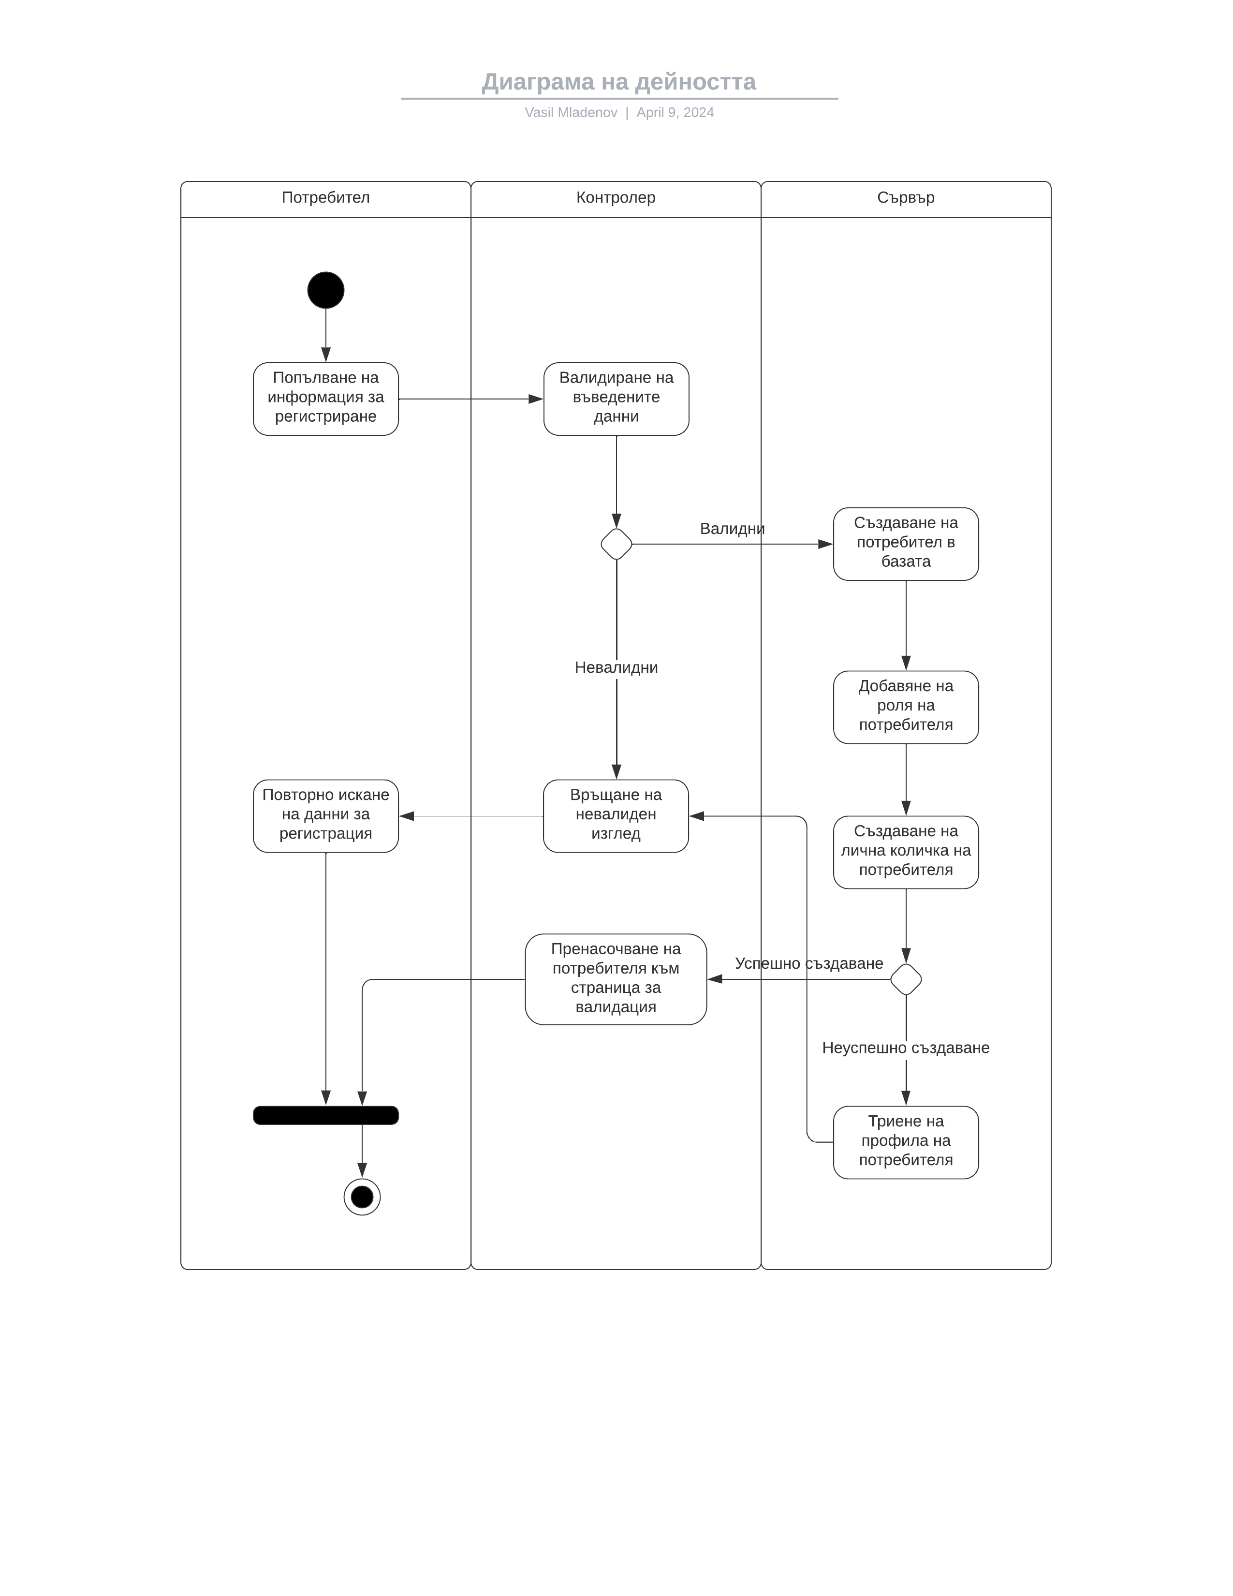 Диаграма на дейността
Vasil Mladenov | April 9, 2024
Потребител
Контролер
Сървър
Попълване на
информация за
регистриране
Валидиране на
въведените
данни
Валидни
Създаване на
потребител в
базата
Невалидни
Добавяне на
роля на
потребителя
Повторно искане
на данни за
регистрация
Връщане на
невалиден
изглед
Създаване на
лична количка на
потребителя
Пренасочване на
потребителя към
страница за
валидация
Успешно създаване
Неуспешно създаване
Триене на
профила на
потребителя